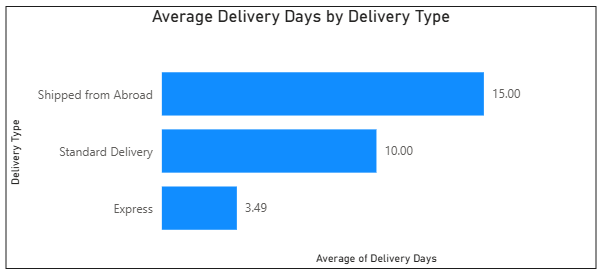 Average Delivery Days by Delivery Type
Delivery Type
Shipped from Abroad
15.00
Standard Delivery
10.00
Express
3.49
Average of Delivery Days